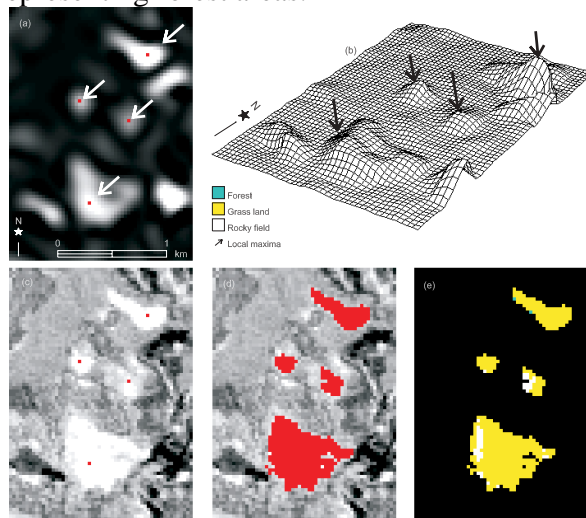 (a)
(b)
N
Forest
Grass land
Rocky field
Local maxima
N
0 1
km
(c)
(d)
(e)